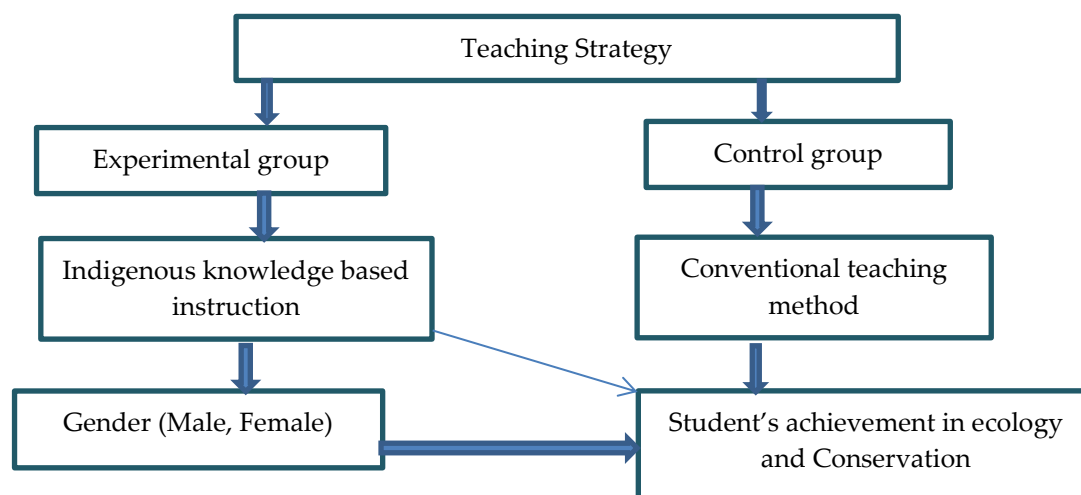 Teaching Strategy
Experimental group
Control group
Indigenous knowledge based
instruction
Conventional teaching
method
Gender (Male, Female)
Student’s achievement in ecology
and Conservation